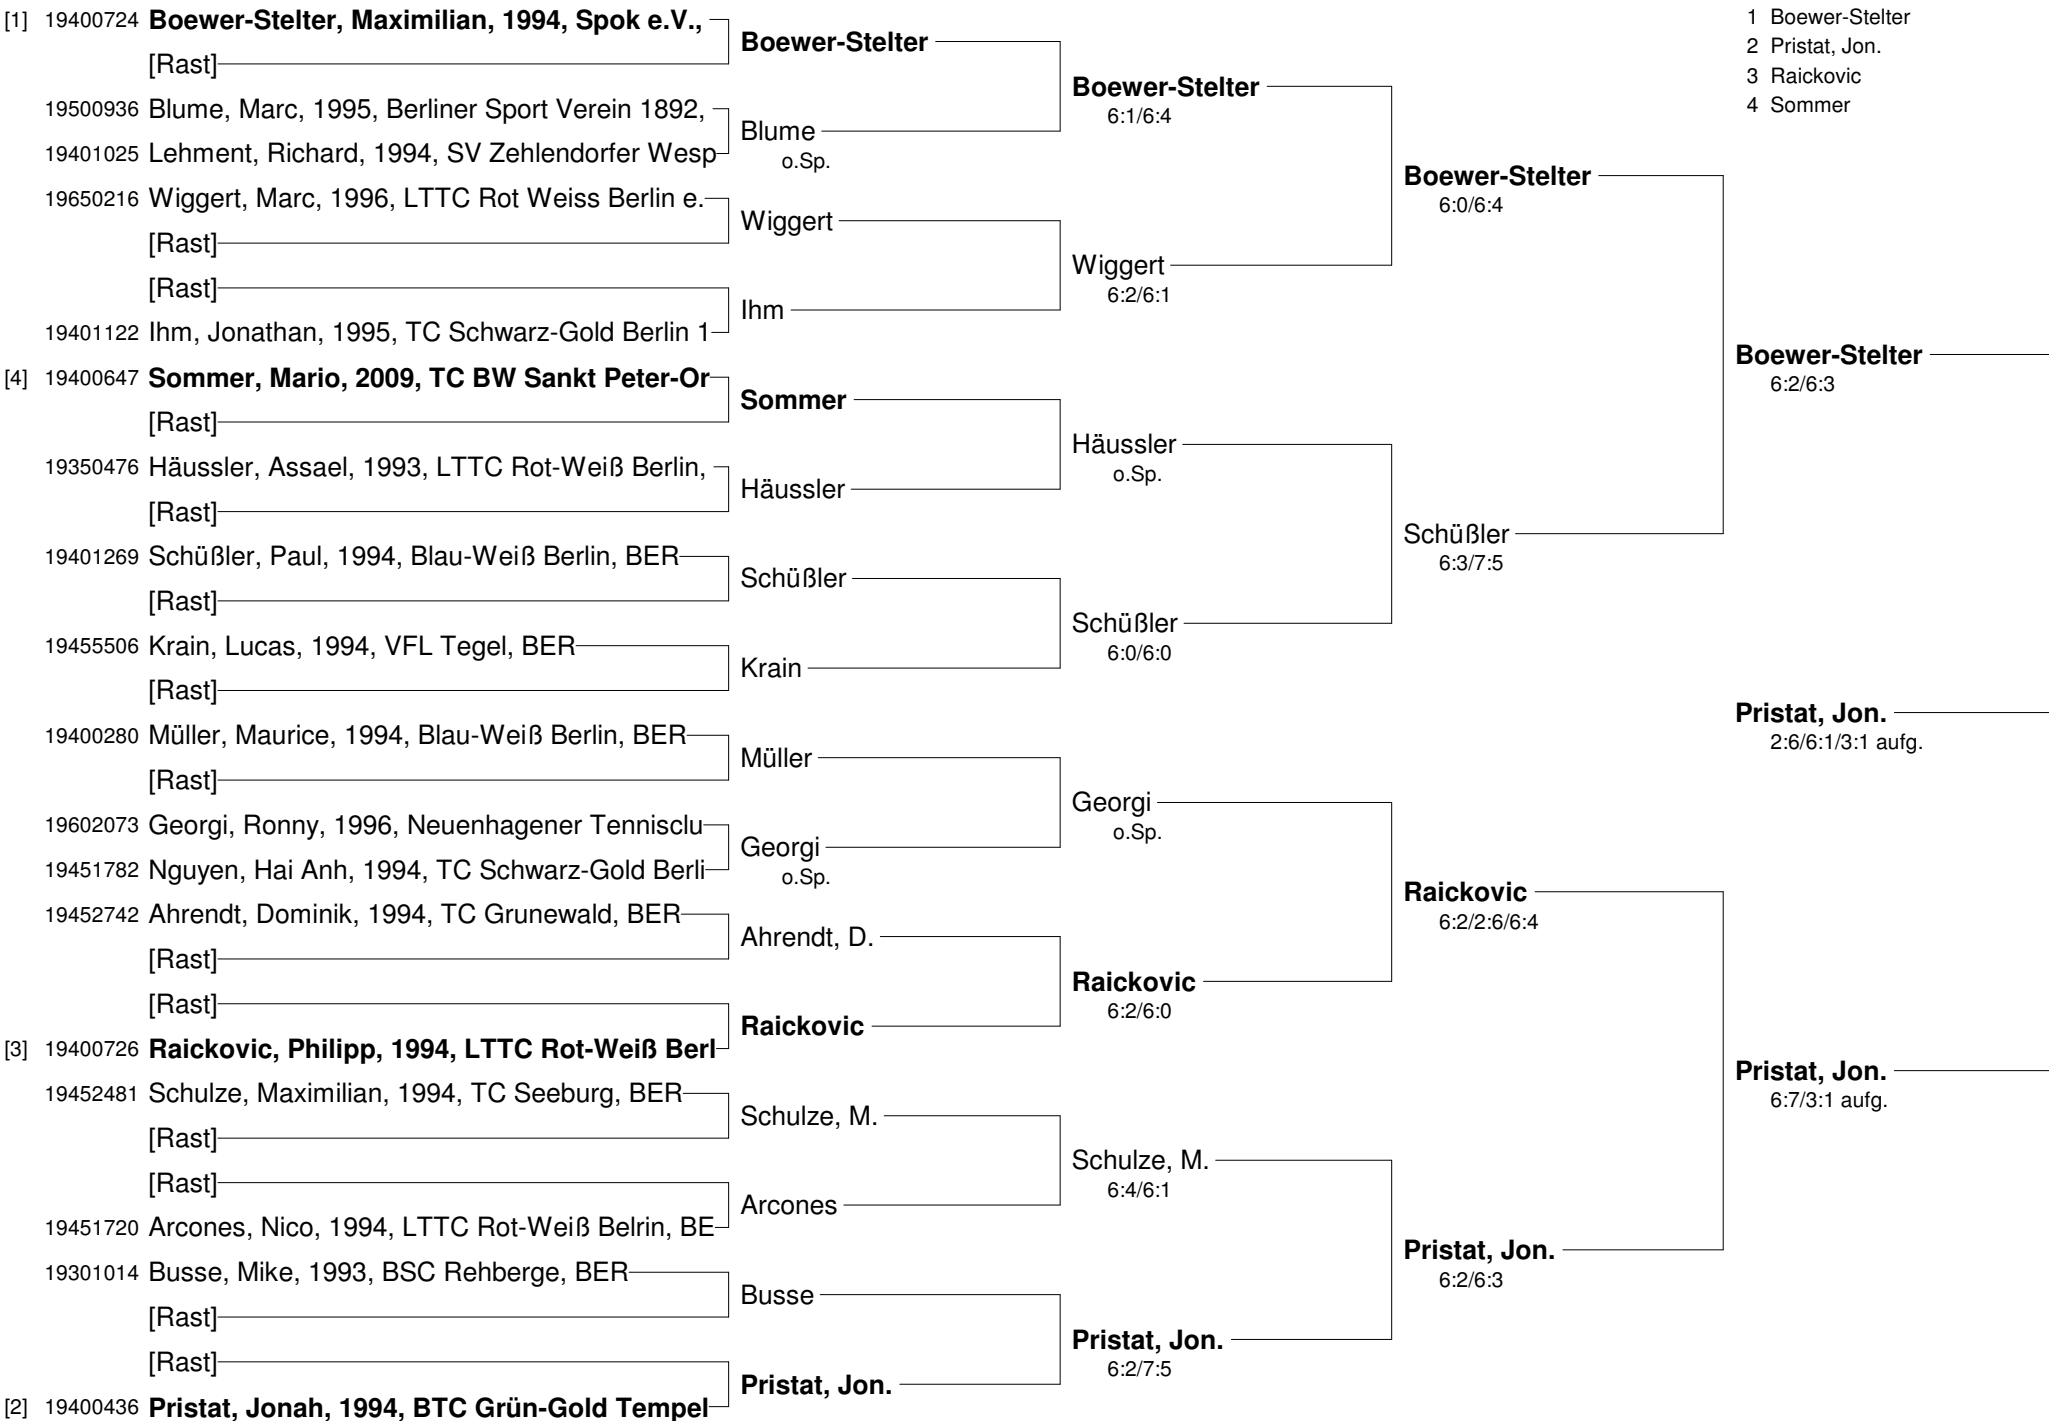 [1] 19400724 Boewer-Stelter, Maximilian, 1994, Spok e.V.,
[Rast]
19500936 Blume, Marc, 1995, Berliner Sport Verein 1892,
19401025 Lehment, Richard, 1994, SV Zehlendorfer Wesp
19650216 Wiggert, Marc, 1996, LTTC Rot Weiss Berlin e.
[Rast]
[Rast]
19401122 Ihm, Jonathan, 1995, TC Schwarz-Gold Berlin 1
[4] 19400647 Sommer, Mario, 2009, TC BW Sankt Peter-Or
[Rast]
19350476 Häussler, Assael, 1993, LTTC Rot-Weiß Berlin,
[Rast]
19401269 Schüßler, Paul, 1994, Blau-Weiß Berlin, BER
[Rast]
19455506 Krain, Lucas, 1994, VFL Tegel, BER
[Rast]
19400280 Müller, Maurice, 1994, Blau-Weiß Berlin, BER
[Rast]
19602073 Georgi, Ronny, 1996, Neuenhagener Tennisclu
19451782 Nguyen, Hai Anh, 1994, TC Schwarz-Gold Berli
19452742 Ahrendt, Dominik, 1994, TC Grunewald, BER
[Rast]
[Rast]
[3] 19400726 Raickovic, Philipp, 1994, LTTC Rot-Weiß Berl
19452481 Schulze, Maximilian, 1994, TC Seeburg, BER
[Rast]
[Rast]
19451720 Arcones, Nico, 1994, LTTC Rot-Weiß Belrin, BE
19301014 Busse, Mike, 1993, BSC Rehberge, BER
[Rast]
[Rast]
[2] 19400436 Pristat, Jonah, 1994, BTC Grün-Gold Tempel
Boewer-Stelter
Blume
o.Sp.
Wiggert
Ihm
Sommer
Häussler
Schüßler
Krain
Müller
Georgi
o.Sp.
Ahrendt, D.
Raickovic
Schulze, M.
Arcones
Busse
Pristat, Jon.
Boewer-Stelter
6:1/6:4
Wiggert
6:2/6:1
Häussler
o.Sp.
Schüßler
6:0/6:0
Georgi
o.Sp.
Raickovic
6:2/6:0
Schulze, M.
6:4/6:1
Pristat, Jon.
6:2/7:5
Boewer-Stelter
6:0/6:4
Schüßler
6:3/7:5
Raickovic
6:2/2:6/6:4
Pristat, Jon.
6:2/6:3
1 Boewer-Stelter
2 Pristat, Jon.
3 Raickovic
4 Sommer
Boewer-Stelter
6:2/6:3
Pristat, Jon.
2:6/6:1/3:1 aufg.
Pristat, Jon.
6:7/3:1 aufg.